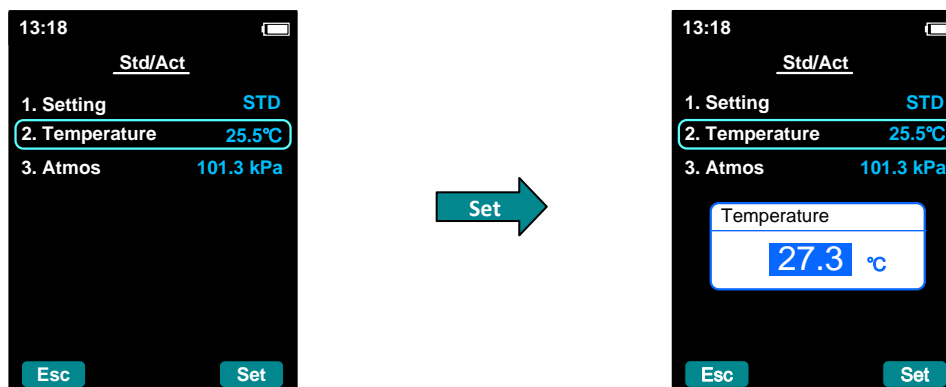 13:18
Std/Act
1. Setting STD
2. Temperature 25.5℃
3. Atmos 101.3 kPa
Esc Set
Set
13:18
Std/Act
1. Setting STD
2. Temperature 25.5℃
3. Atmos 101.3 kPa
Temperature
27.3 ℃
Esc Set